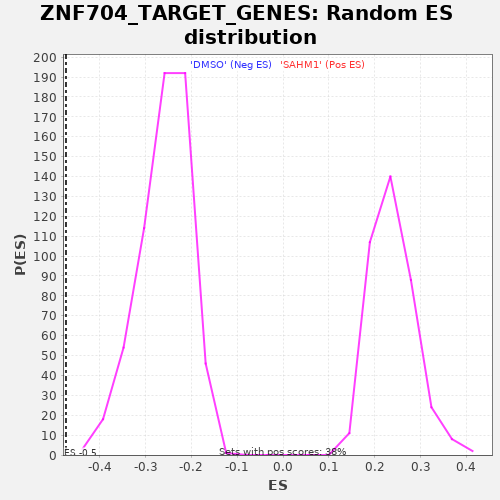 ZNF704_TARGET_GENES: Random ES
distribution
'DMSO' (Neg ES) 'SAHM1' (Pos ES)
200
190
180
170
160
150
140
130
120
110
100
90
80
70
60
50
40
30
20
10
0
P(ES)
ES -0.5
Sets with pos scores: 38%
-0.4 -0.3 -0.2 -0.1 0.0 0.1 0.2 0.3 0.4
ES